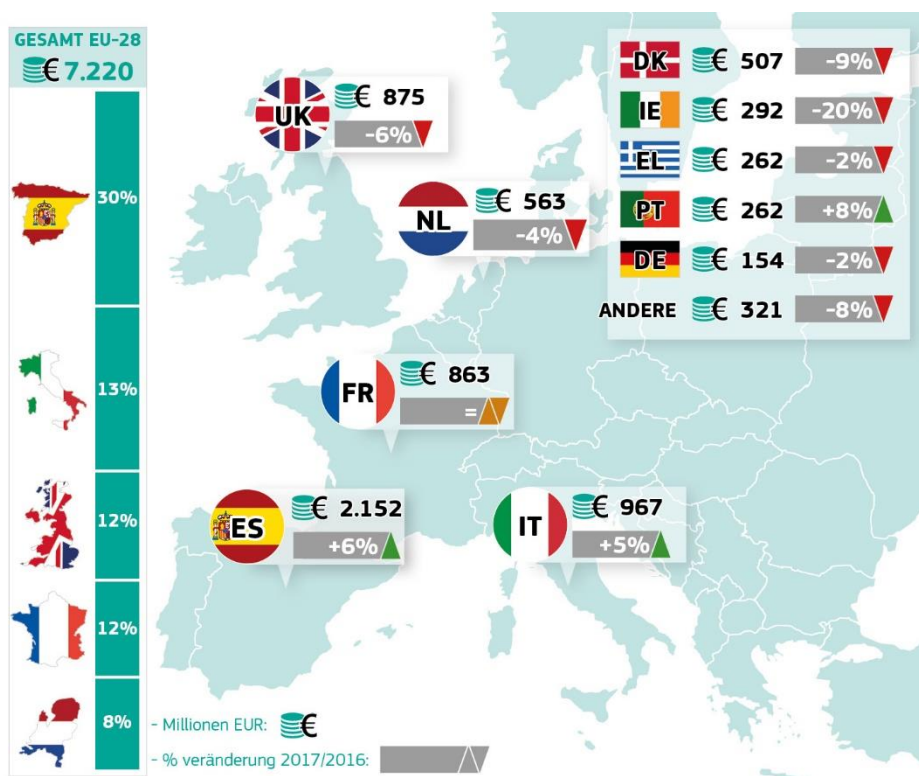 GESAMT EU-28
€ 7.220
30%
13%
12%
12%
8%
UK
€ 875
-6%
NL
€ 563
-4%
FR
€ 863
=
ES
€ 2.152
+6%
IT
€ 967
+5%
DK € 507 -9%
IE € 292 -20%
EL € 262 -2%
PT € 262 +8%
DE € 154 -2%
ANDERE € 321 -8%
- Millionen EUR: €
- % veränderung 2017/2016: